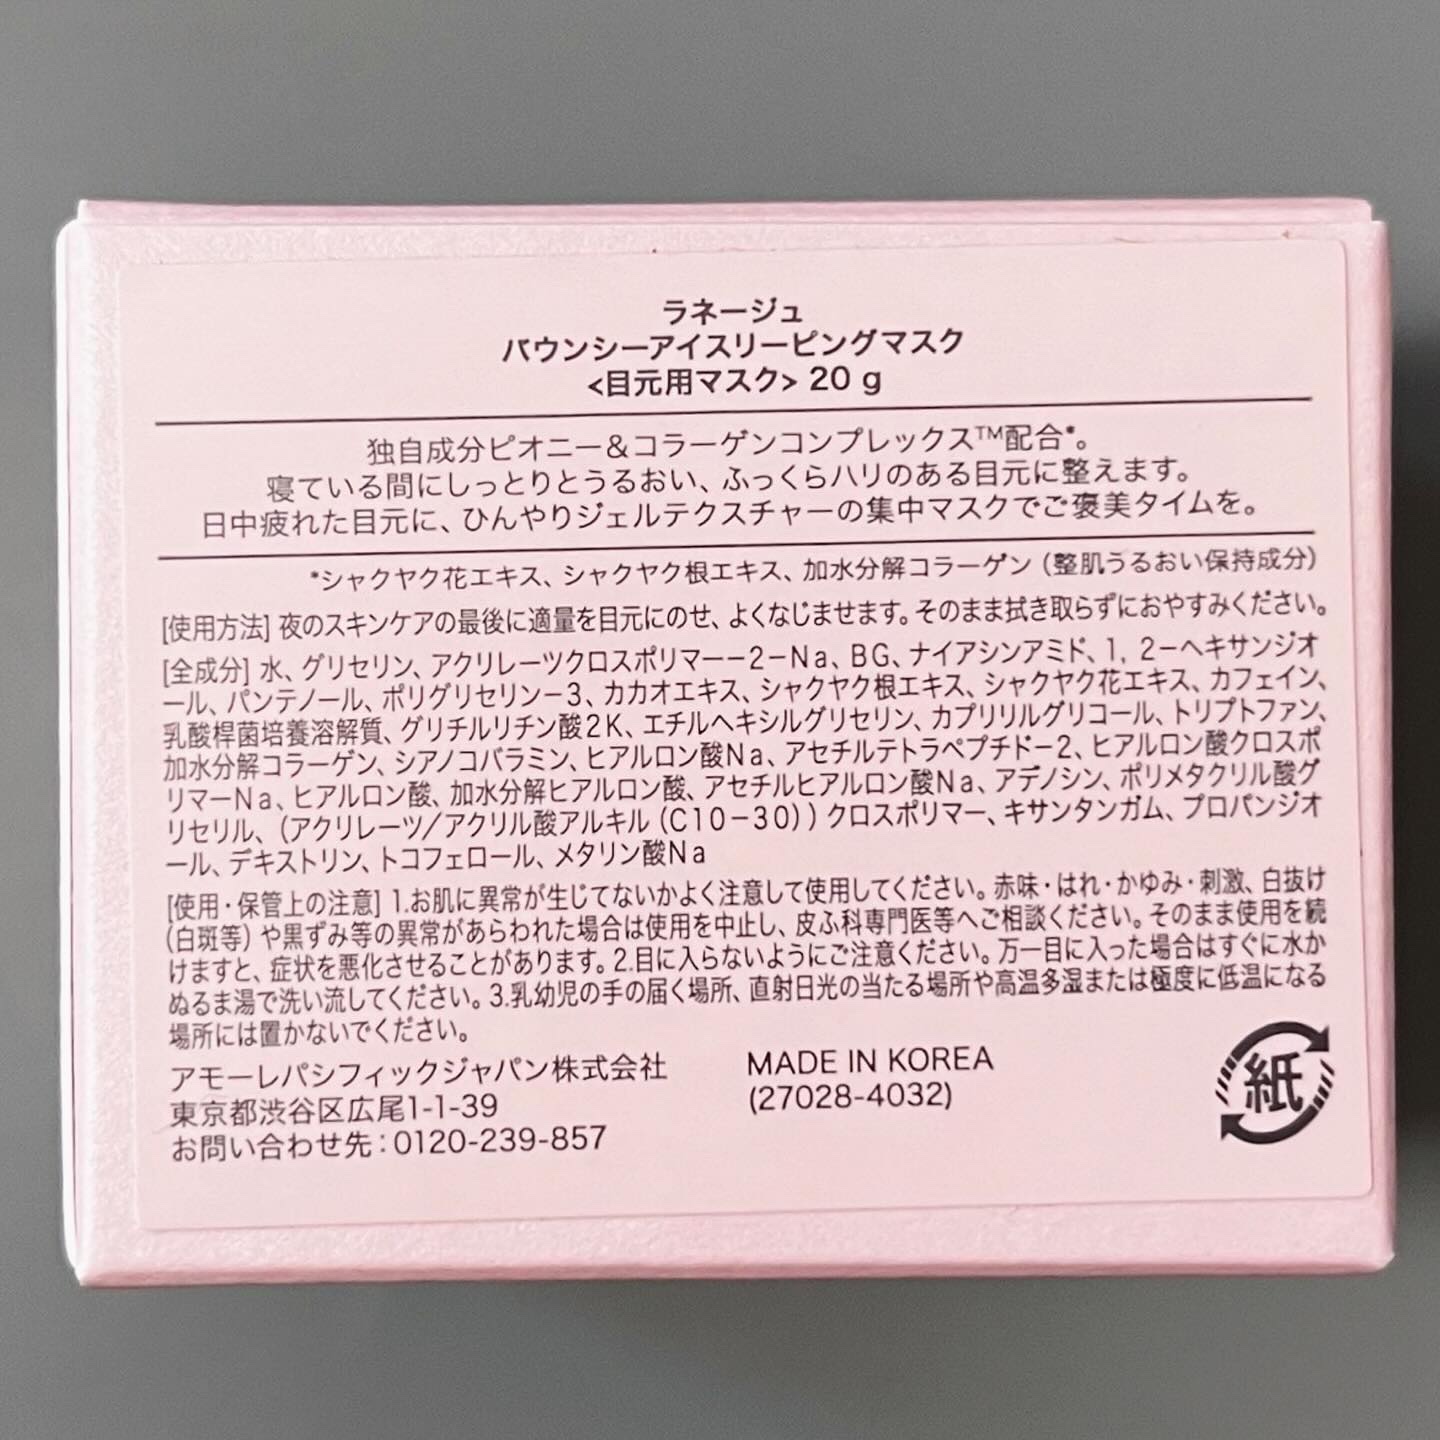 ラネージュ
バウンシーアイスリーピングマスク
<目元用マスク> 20 g
独自成分ピオニー&コラーゲンコンプレックス™配合*。
寝ている間にしっとりとうるおい、ふっくらハリのある目元に整えます。
日中疲れた目元に、ひんやりジェルテクスチャーの集中マスクでご褒美タイムを。
*シャクヤク花エキス、シャクヤク根エキス、加水分解コラーゲン (整肌うるおい保持成分)
[使用方法] 夜のスキンケアの最後に適量を目元にのせ、よくなじませます。そのまま拭き取らずにおやすみください。
[全成分] 水、グリセリン、アクリレーツクロスポリマー－2－Na、BG、ナイアシンアミド、1, 2－ヘキサンジオ
ール、パンテノール、ポリグリセリン－3、カカオエキス、シャクヤク根エキス、シャクヤク花エキス、カフェイン、
乳酸桿菌培養溶解質、グリチルリチン酸2K、エチルヘキシルグリセリン、カプリリルグリコール、トリプトファン、
加水分解コラーゲン、シアノコバラミン、ヒアルロン酸Na、アセチルテトラペプチド－2、ヒアルロン酸クロスポ
リマーNa、ヒアルロン酸、加水分解ヒアルロン酸、アセチルヒアルロン酸Na、アデノシン、ポリメタクリル酸グ
リセリル、(アクリレーツ/アクリル酸アルキル (C10－30)) クロスポリマー、キサンタンガム、プロパンジオ
ール、デキストリン、トコフェロール、メタリン酸Na
[使用・保管上の注意] 1.お肌に異常が生じてないかよく注意して使用してください。赤味・はれ・かゆみ・刺激、白抜け
(白斑等) や黒ずみ等の異常があらわれた場合は使用を中止し、皮ふ科専門医等へご相談ください。そのまま使用を続
けますと、症状を悪化させることがあります。2.目に入らないようにご注意ください。万一目に入った場合はすぐに水か
ぬるま湯で洗い流してください。3.乳幼児の手の届く場所、直射日光の当たる場所や高温多湿または極度に低温になる
場所には置かないでください。
アモーレパシフィックジャパン株式会社
東京都渋谷区広尾1-1-39
お問い合わせ先：0120-239-857
MADE IN KOREA
(27028-4032)
紙